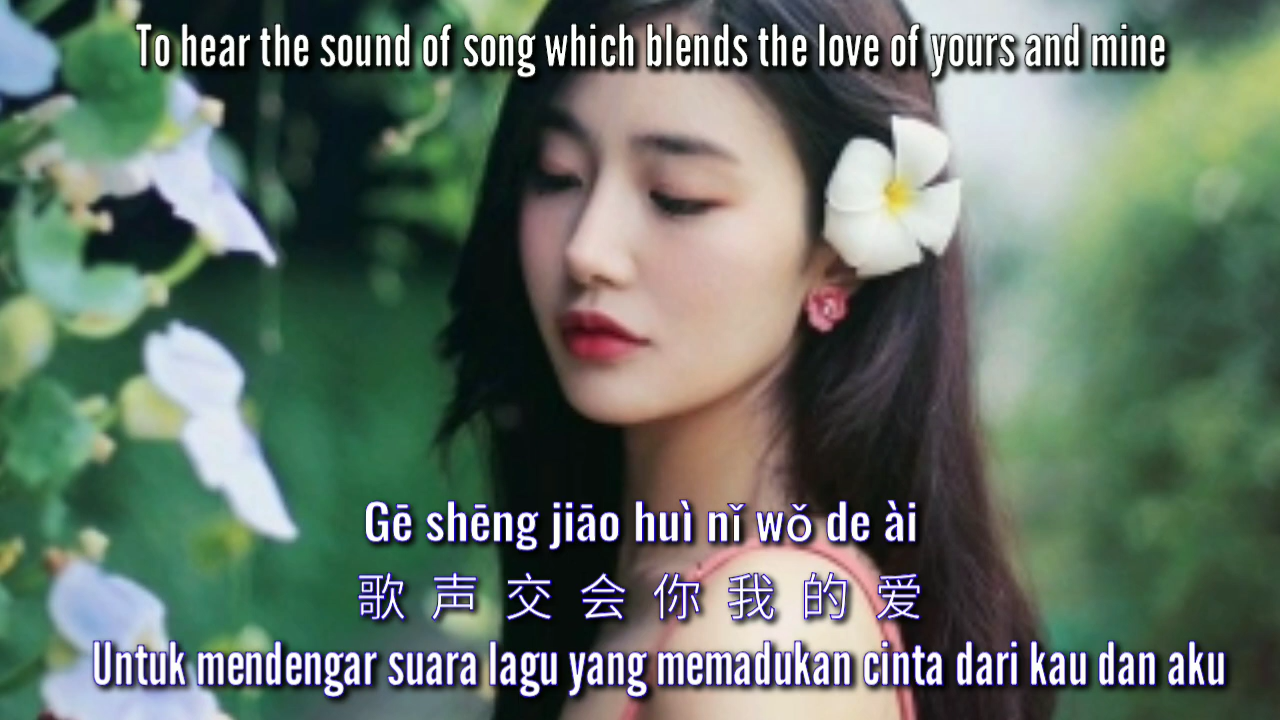 To hear the sound of song which blends the love of yours and mine
Gē shēng jiāo huì nǐ wǒ de ài
歌 声 交 会 你 我 的 爱
Untuk mendengar suara lagu yang memadukan cinta dari kau dan aku